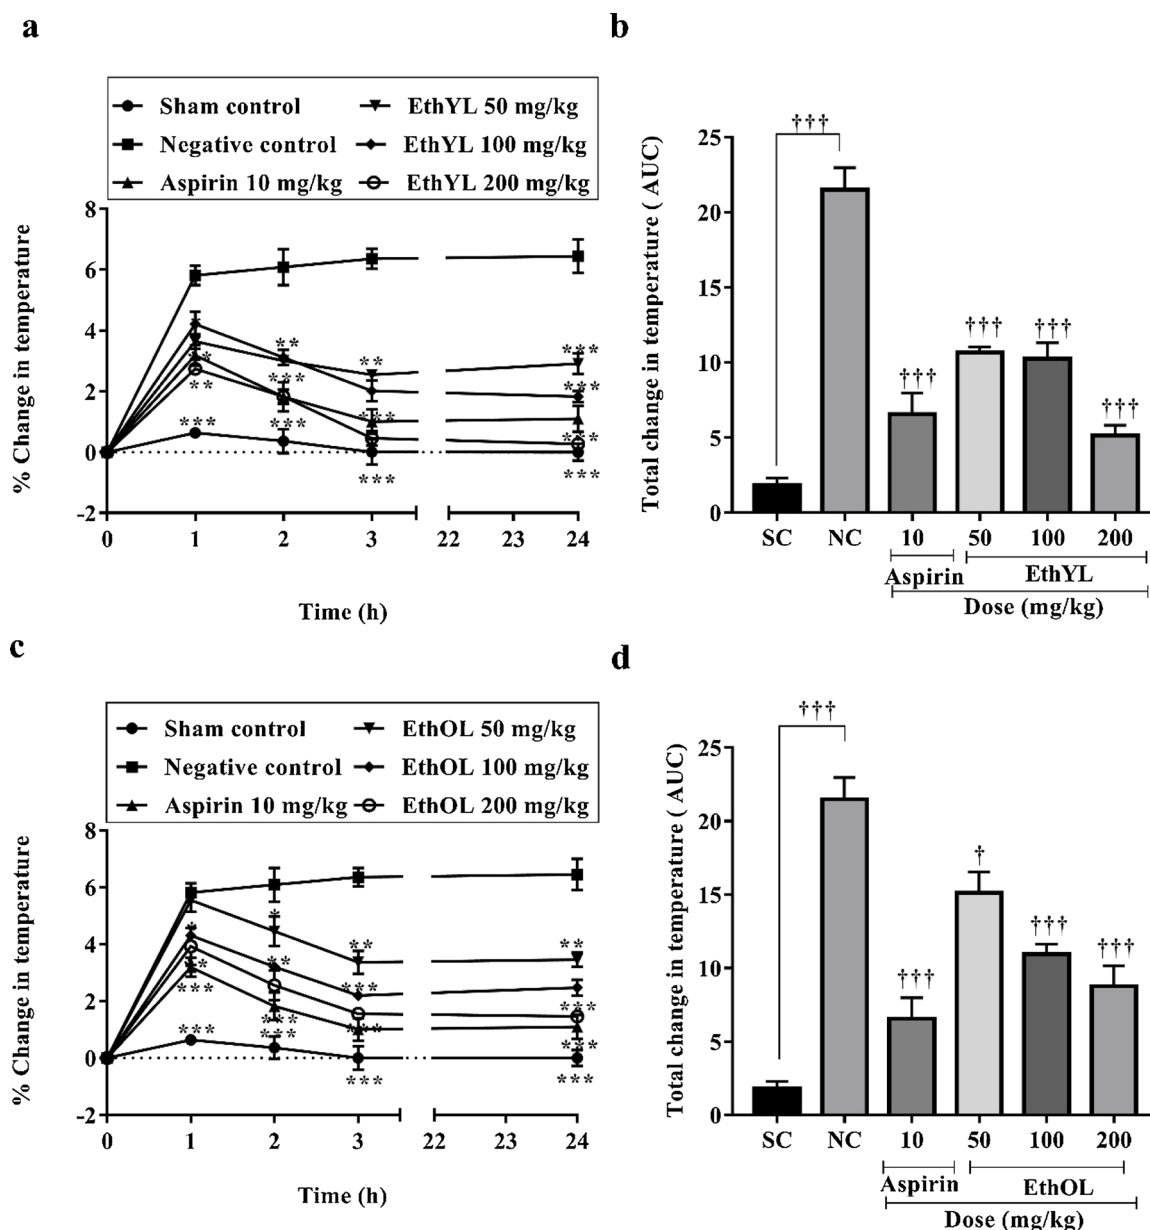 a
Sham control
EthYL 50 mg/kg
Negative control
EthYL 100 mg/kg
Aspirin 10 mg/kg
EthYL 200 mg/kg
% Change in temperature
8
6
4
2
0
-2
** ***
** **
*** *** *** ***
*** *** *** ***
0 1 2 3 22 23 24
Time (h)
b
†††
Total change in temperature ( AUC)
25
20
15
10
5
0
††† ††† ††† †††
SC NC 10 50 100 200
Aspirin EthYL
Dose (mg/kg)
c
Sham control
EthOL 50 mg/kg
Negative control
EthOL 100 mg/kg
Aspirin 10 mg/kg
EthOL 200 mg/kg
% Change in temperature
8
6
4
2
0
-2
* ** **
* ** *** ***
*** *** *** ***
*** *** *** ***
0 1 2 3 22 23 24
Time (h)
d
†††
Total change in temperature ( AUC)
25
20
15
10
5
0
††† † ††† †††
SC NC 10 50 100 200
Aspirin EthOL
Dose (mg/kg)